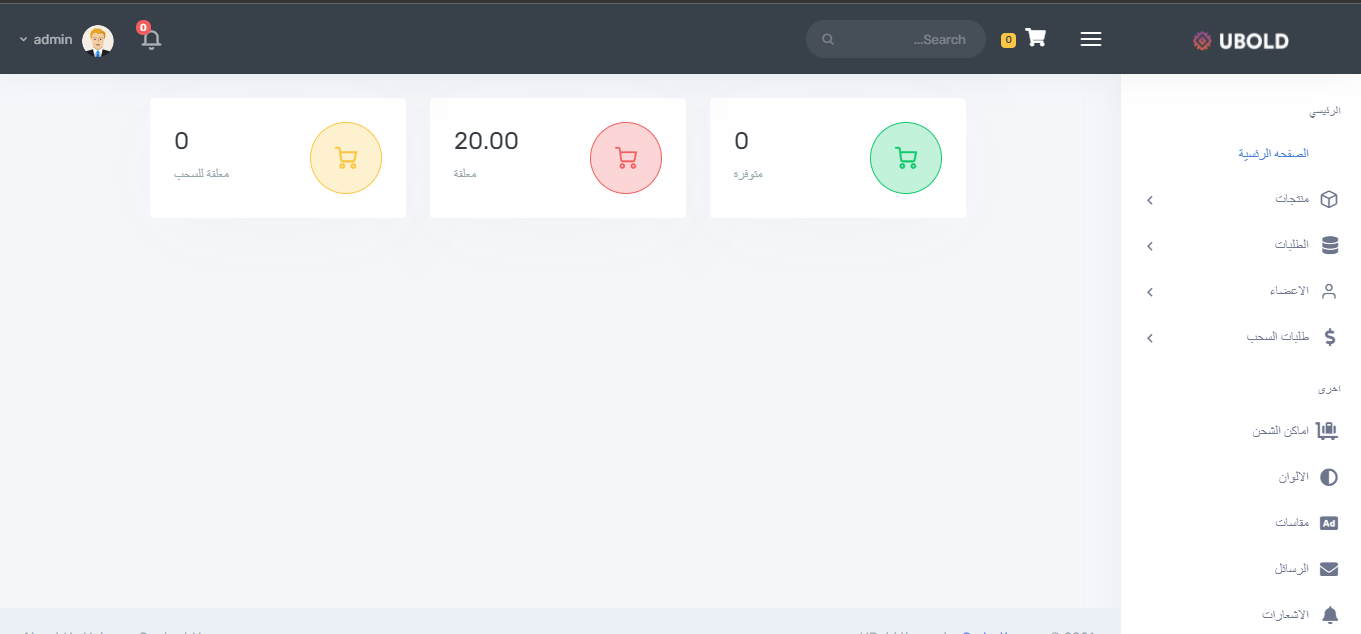 UBOLD
0
Search...
0
admin
الرئيسي
الصفحه الرئسية
منتجات
الطلبات
الاعضاء
طلبات السحب
اخرى
اماكن الشحن
الالوان
مقاسات
Ad
الرسائل
الاشعارات
0
متوفرة
20.00
معلقة
0
معلقة للسحب